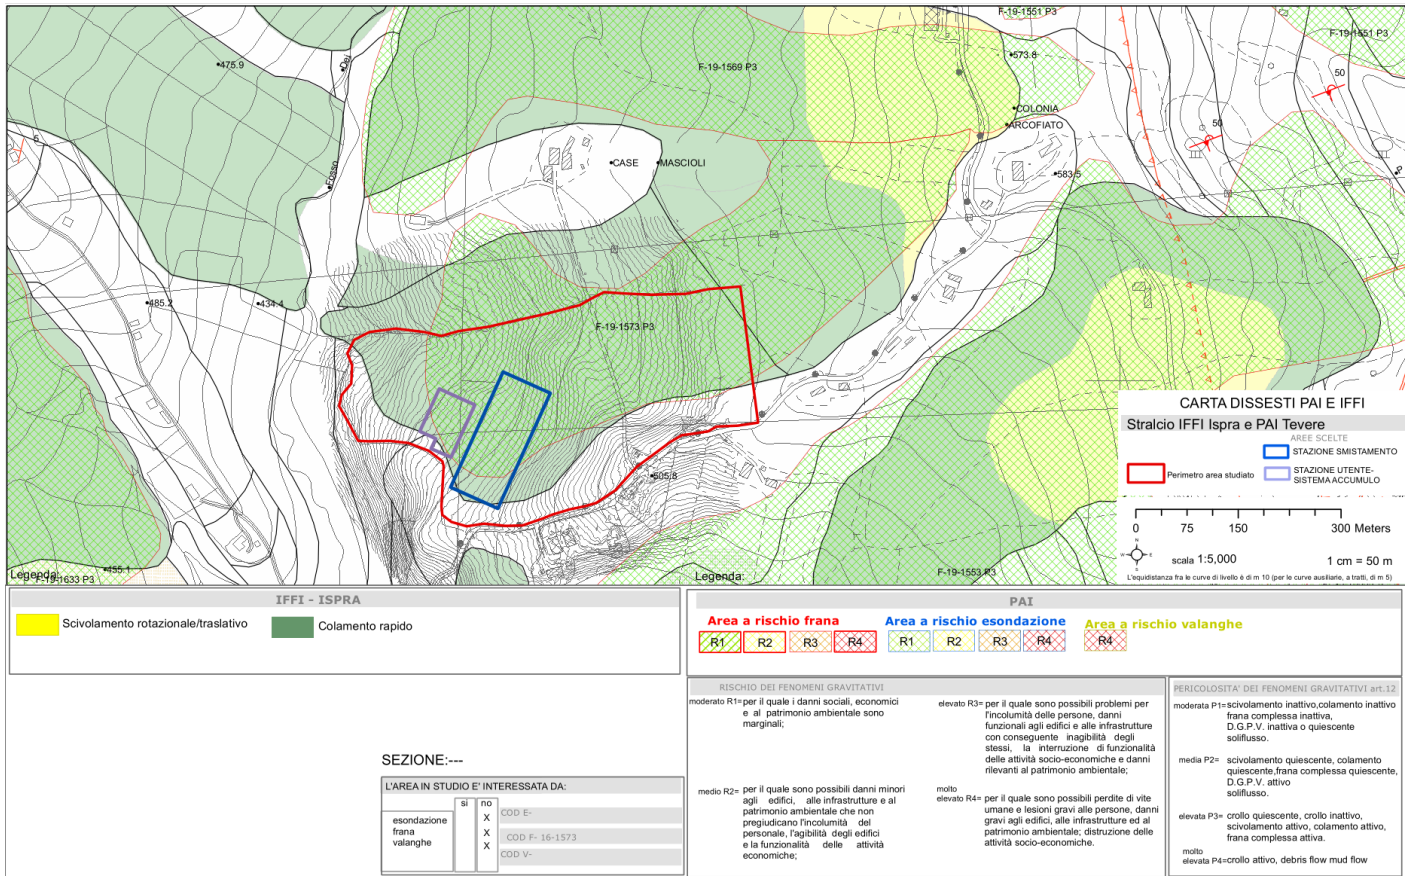 F-19-1551 P3
F-19-1551 P3
475.9
Dei
573.8
F-19-1569 P3
50
COLONIA
ARCOFIATO
50
CASE
MASCIOLI
583.5
Fosso
485.2
434.4
F-19-1573 P3
505.8
455.1
F-19-1633 P3
F-19-1553 P3
Legenda:
Legenda:
CARTA DISSESTI PAI E IFFI
Stralcio IFFI Ispra e PAI Tevere
AREE SCELTE
STAZIONE SMISTAMENTO
Perimetro area studiato
STAZIONE UTENTE-
SISTEMA ACCUMULO
0 75 150 300 Meters
N
W E
S
scala 1:5,000
1 cm = 50 m
L'equidistanza fra le curve di livello è di m 10 (per le curve ausiliarie, a tratti, di m 5)
IFFI - ISPRA
Scivolamento rotazionale/traslativo
Colamento rapido
PAI
Area a rischio frana
R1 R2 R3 R4
Area a rischio esondazione
R1 R2 R3 R4
Area a rischio valanghe
R4
SEZIONE:---
L'AREA IN STUDIO E' INTERESSATA DA:
si no
esondazione X COD E-
frana X COD F- 16-1573
valanghe X COD V-
RISCHIO DEI FENOMENI GRAVITATIVI
moderato R1= per il quale i danni sociali, economici
e al patrimonio ambientale sono
marginali;
medio R2= per il quale sono possibili danni minori
agli edifici, alle infrastrutture e al
patrimonio ambientale che non
pregiudicano l'incolumità del
personale, l'agibilità degli edifici
e la funzionalità delle attività
economiche;
elevato R3= per il quale sono possibili problemi per
l'incolumità delle persone, danni
funzionali agli edifici e alle infrastrutture
con conseguente inagibilità degli
stessi, la interruzione di funzionalità
delle attività socio-economiche e danni
rilevanti al patrimonio ambientale;
molto
elevato R4= per il quale sono possibili perdite di vite
umane e lesioni gravi alle persone, danni
gravi agli edifici, alle infrastrutture ed al
patrimonio ambientale; distruzione delle
attività socio-economiche.
PERICOLOSITA' DEI FENOMENI GRAVITATIVI art.12
moderata P1= scivolamento inattivo,colamento inattivo
frana complessa inattiva,
D.G.P.V. inattiva o quiescente
soliflusso.
media P2= scivolamento quiescente, colamento
quiescente,frana complessa quiescente,
D.G.P.V. attivo
soliflusso.
elevata P3= crollo quiescente, crollo inattivo,
scivolamento attivo, colamento attivo,
frana complessa attiva.
molto
elevata P4=crollo attivo, debris flow mud flow